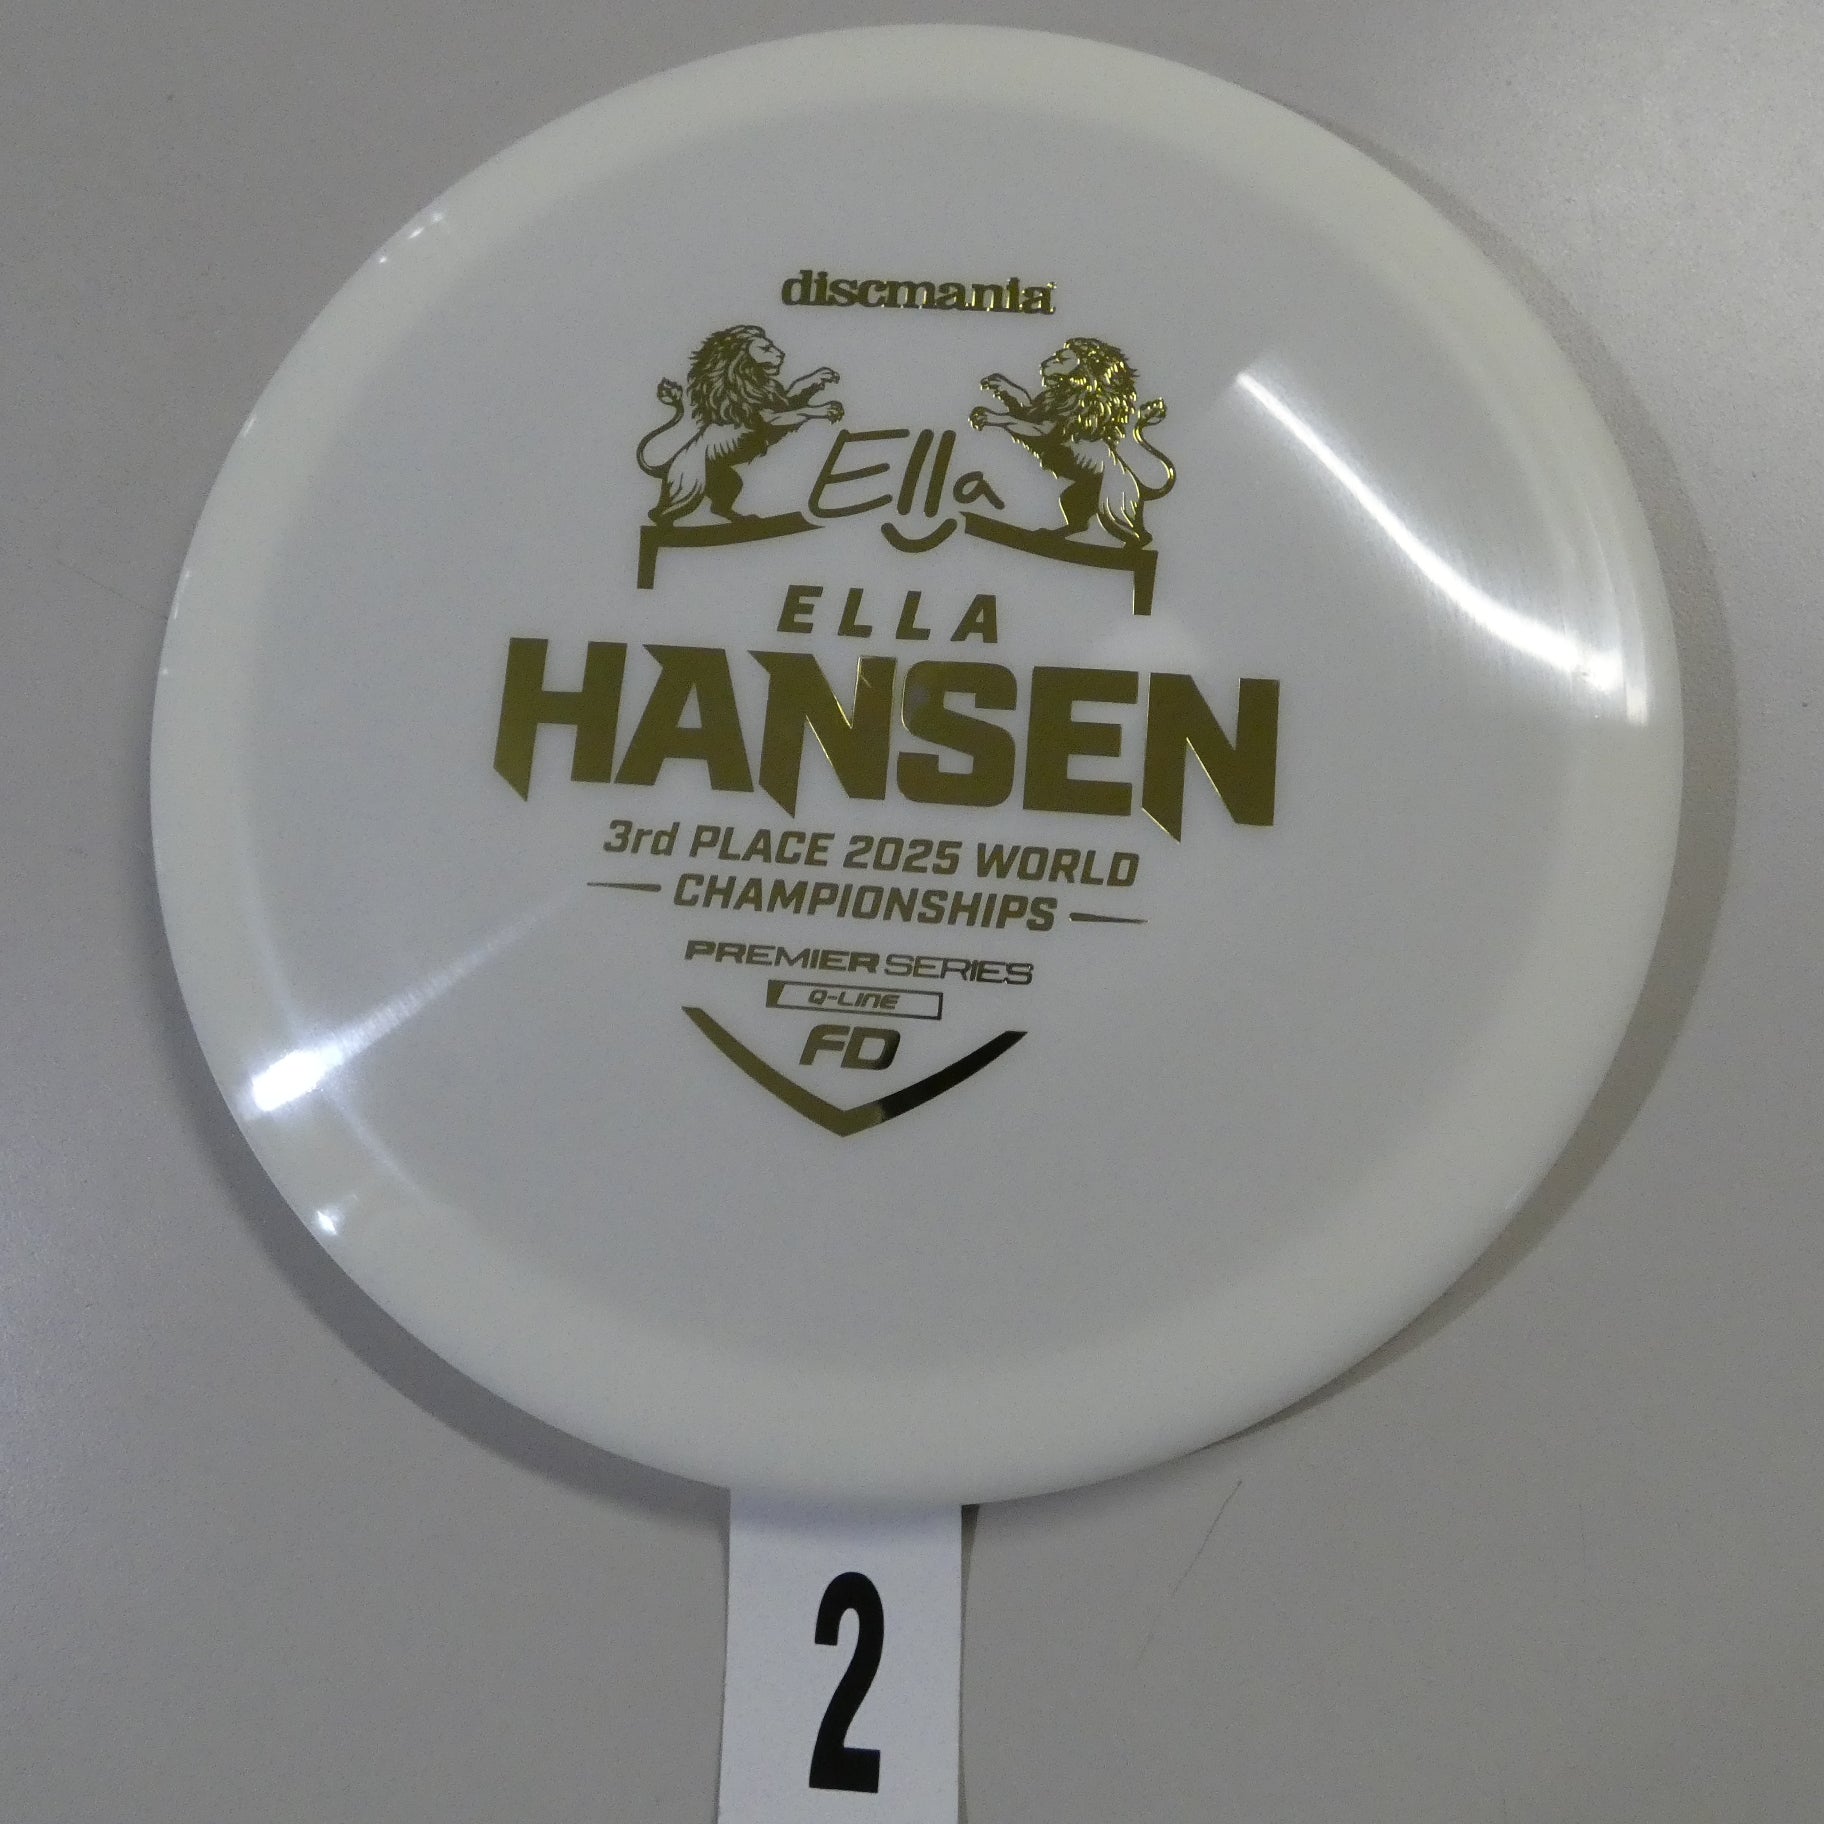 discmania
Ella
ELLA
HANSEN
3rd PLACE 2025 WORLD
CHAMPIONSHIPS
PREMIER SERIES
Q-LINE
FD
2